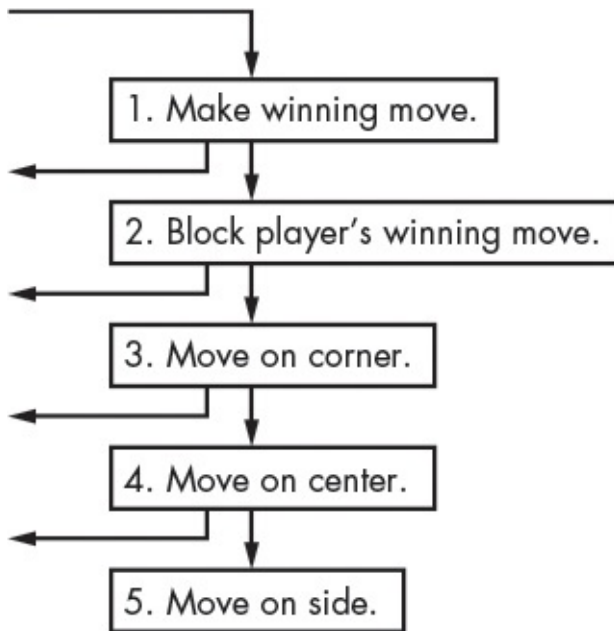 1. Make winning move.
2. Block player’s winning move.
3. Move on corner.
4. Move on center.
5. Move on side.